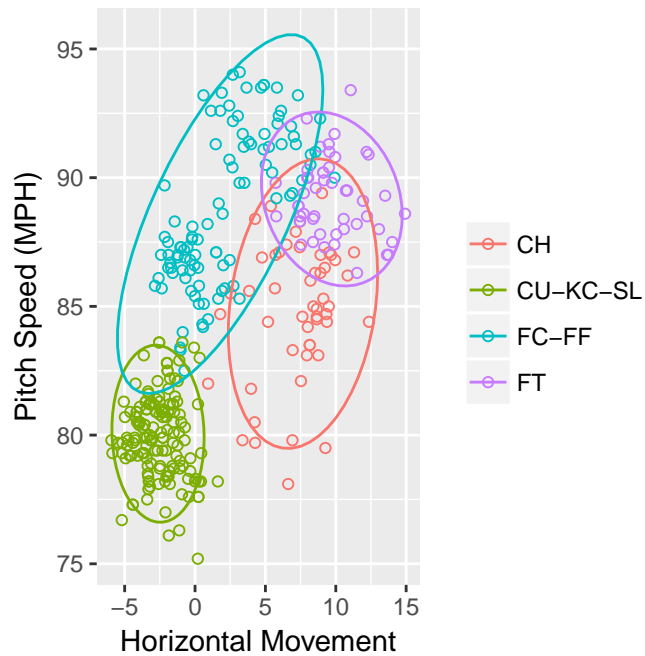 95
90
85
80
75
Pitch Speed (MPH)
−5
0
5
10
15
Horizontal Movement
CH
CU−KC−SL
FC−FF
FT